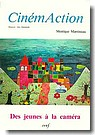 CinémAction
Monique Martineau
Des jeunes à la caméra
cerf